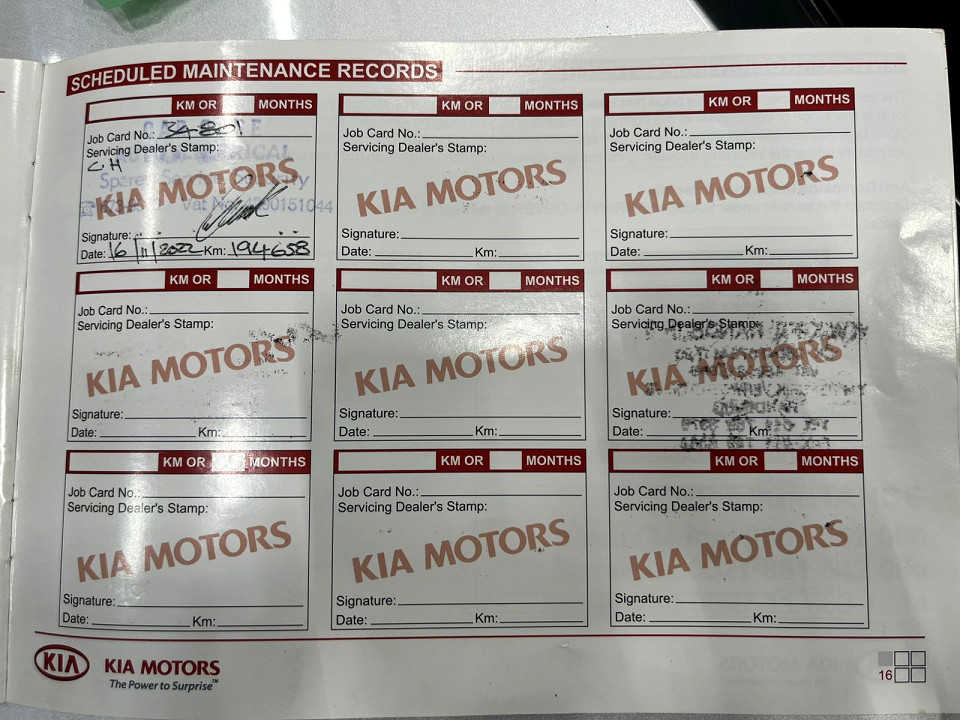 SCHEDULED MAINTENANCE RECORDS
KM OR MONTHS
Job Card No.: 34801
Servicing Dealer's Stamp:
C.H
KIA MOTORS
Vat No.
Signature:
Date: 16/11/2022 Km: 194658
KM OR MONTHS
Job Card No.:
Servicing Dealer's Stamp:
KIA MOTORS
Signature:
Date: Km:
KM OR MONTHS
Job Card No.:
Servicing Dealer's Stamp:
KIA MOTORS
Signature:
Date: Km:
KM OR MONTHS
Job Card No.:
Servicing Dealer's Stamp:
KIA MOTORS
Signature:
Date: Km:
KM OR MONTHS
Job Card No.:
Servicing Dealer's Stamp:
KIA MOTORS
Signature:
Date: Km:
KM OR MONTHS
Job Card No.:
Servicing Dealer's Stamp:
KIA MOTORS
Signature:
Date: Km:
KM OR MONTHS
Job Card No.:
Servicing Dealer's Stamp:
KIA MOTORS
Signature:
Date: Km:
KM OR MONTHS
Job Card No.:
Servicing Dealer's Stamp:
KIA MOTORS
Signature:
Date: Km:
KM OR MONTHS
Job Card No.:
Servicing Dealer's Stamp:
KIA MOTORS
Signature:
Date: Km:
KIA KIA MOTORS
The Power to Surprise™
16